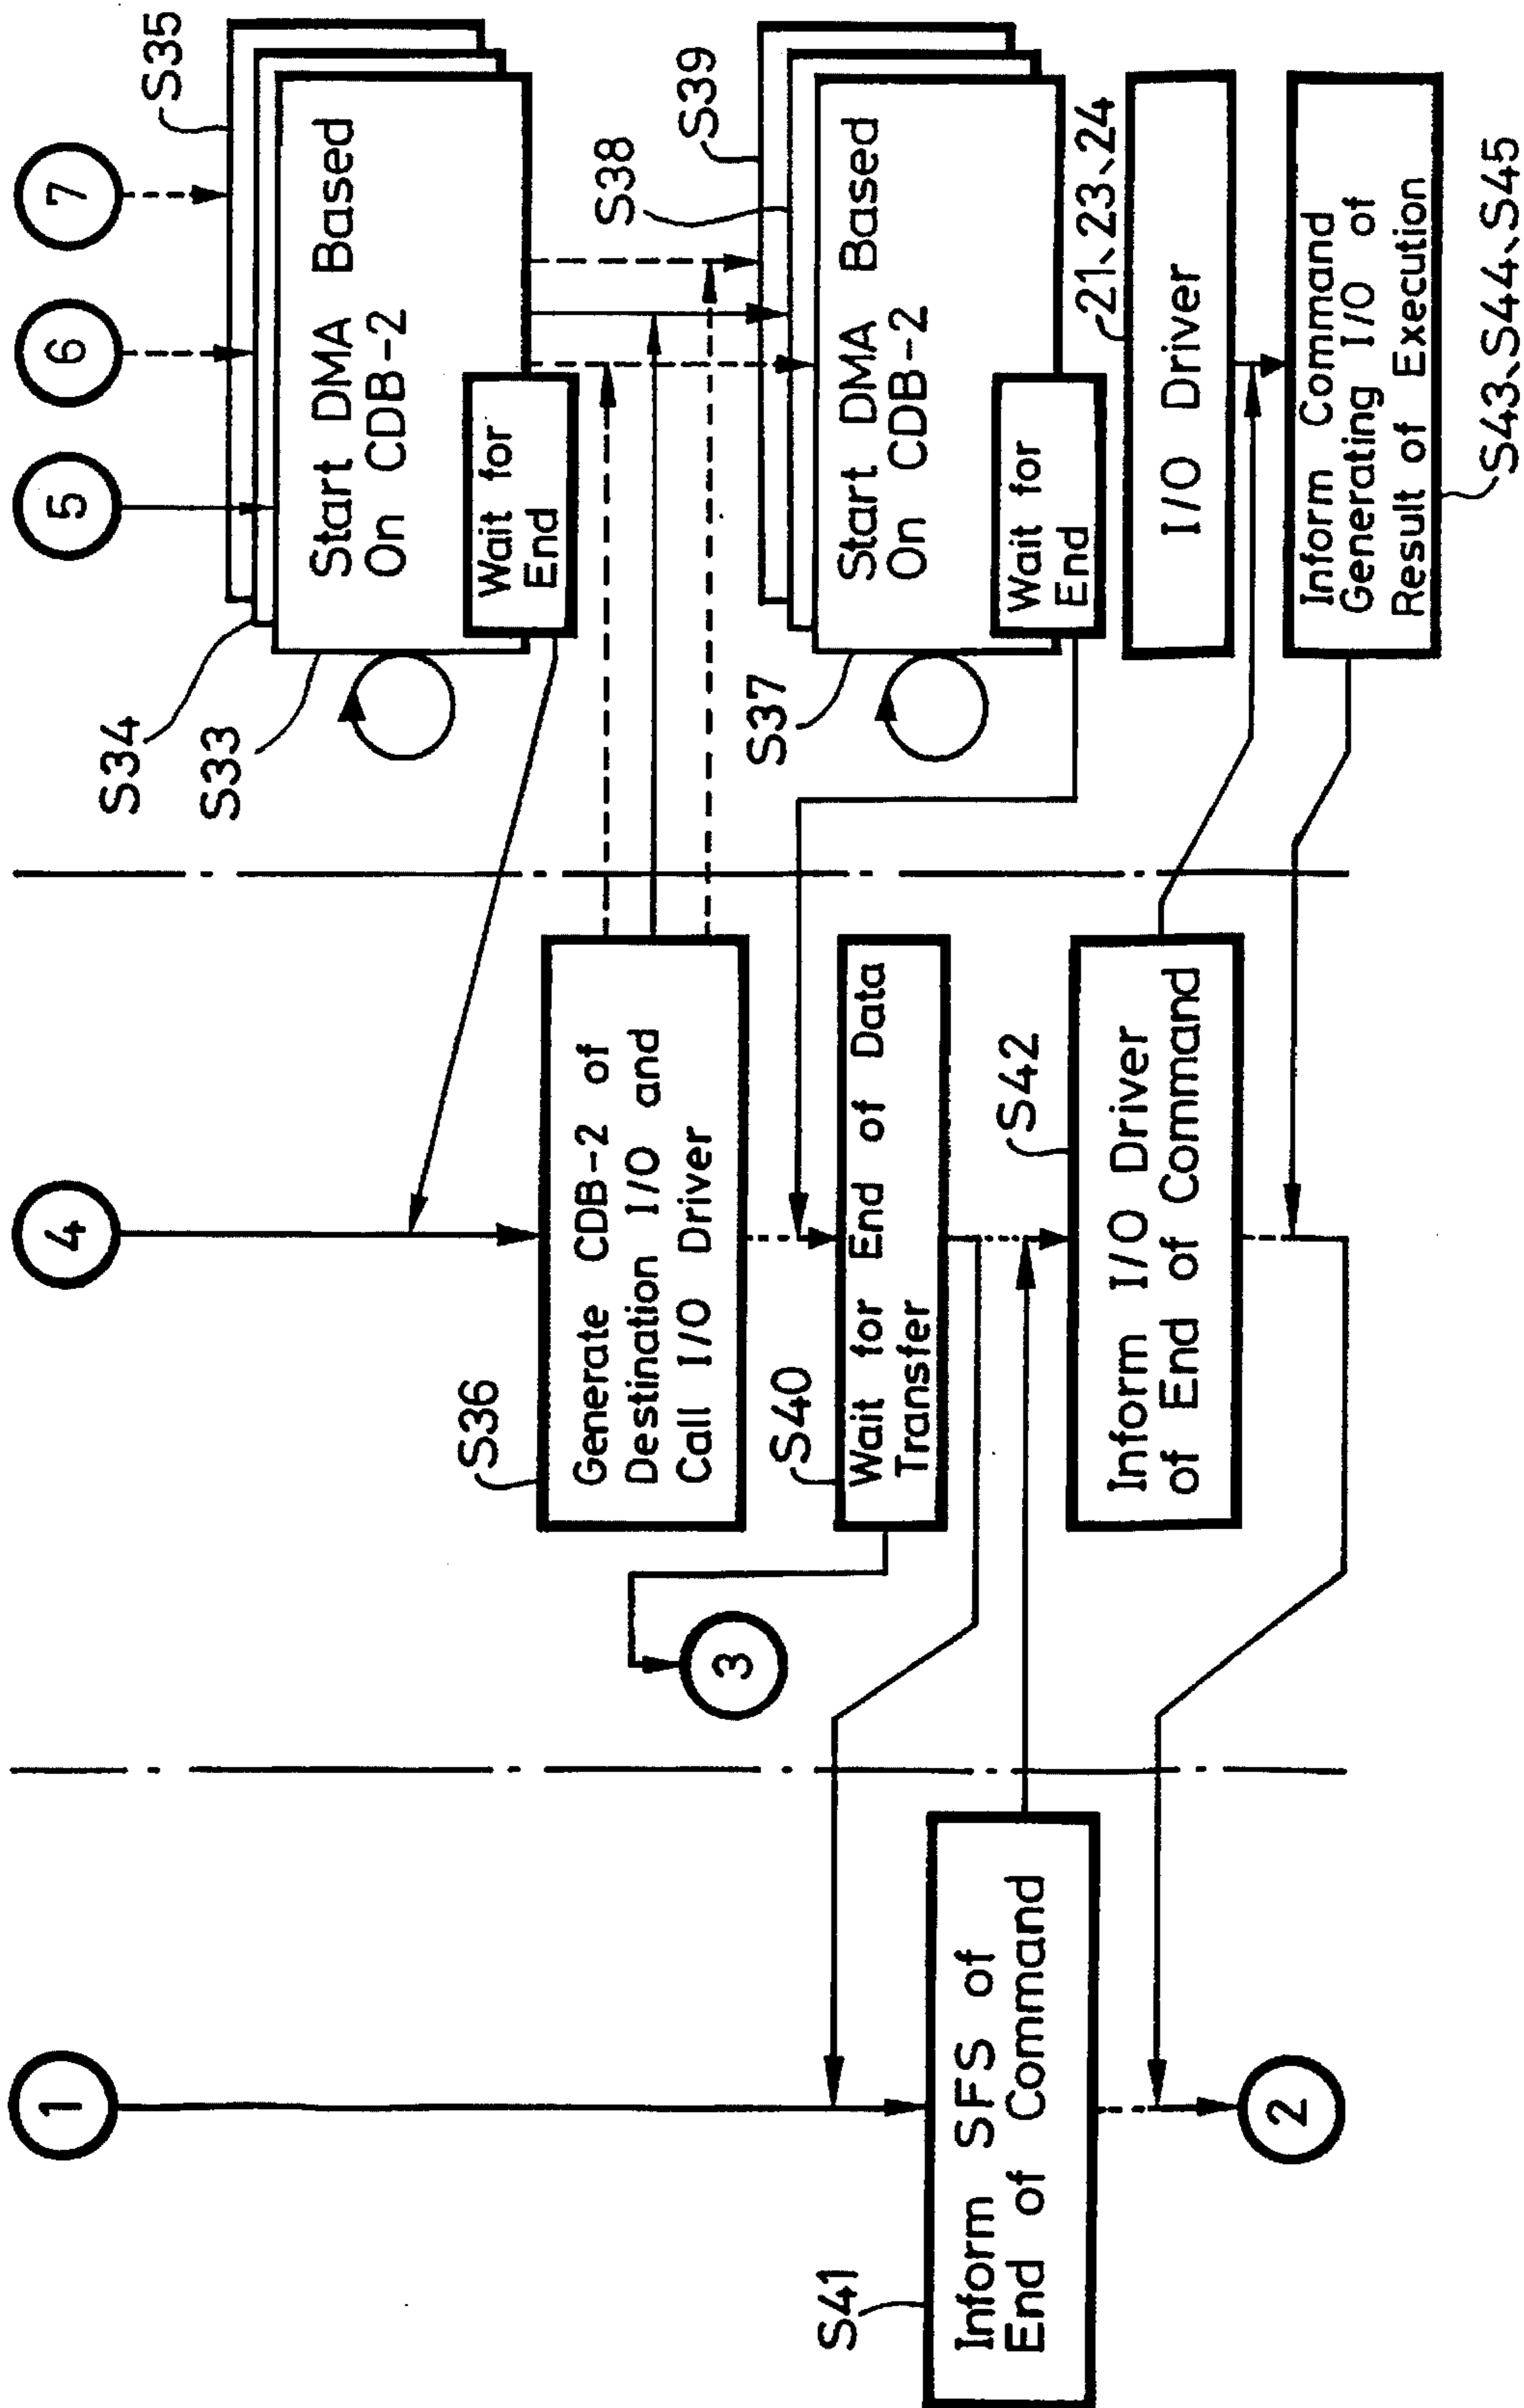 1
4
5
6
7
S34
S33
S35
Start DMA Based
On CDB-2
Wait for
End
S36
Generate CDB-2 of
Destination I/O and
Call I/O Driver
S37
S38
S39
Start DMA Based
On CDB-2
Wait for
End
3
S40
Wait for End of Data
Transfer
S41
Inform SFS of
End of Command
S42
Inform I/O Driver
of End of Command
21、23、24
I/O Driver
Inform Command
Generating I/O of
Result of Execution
S43、S44、S45
2